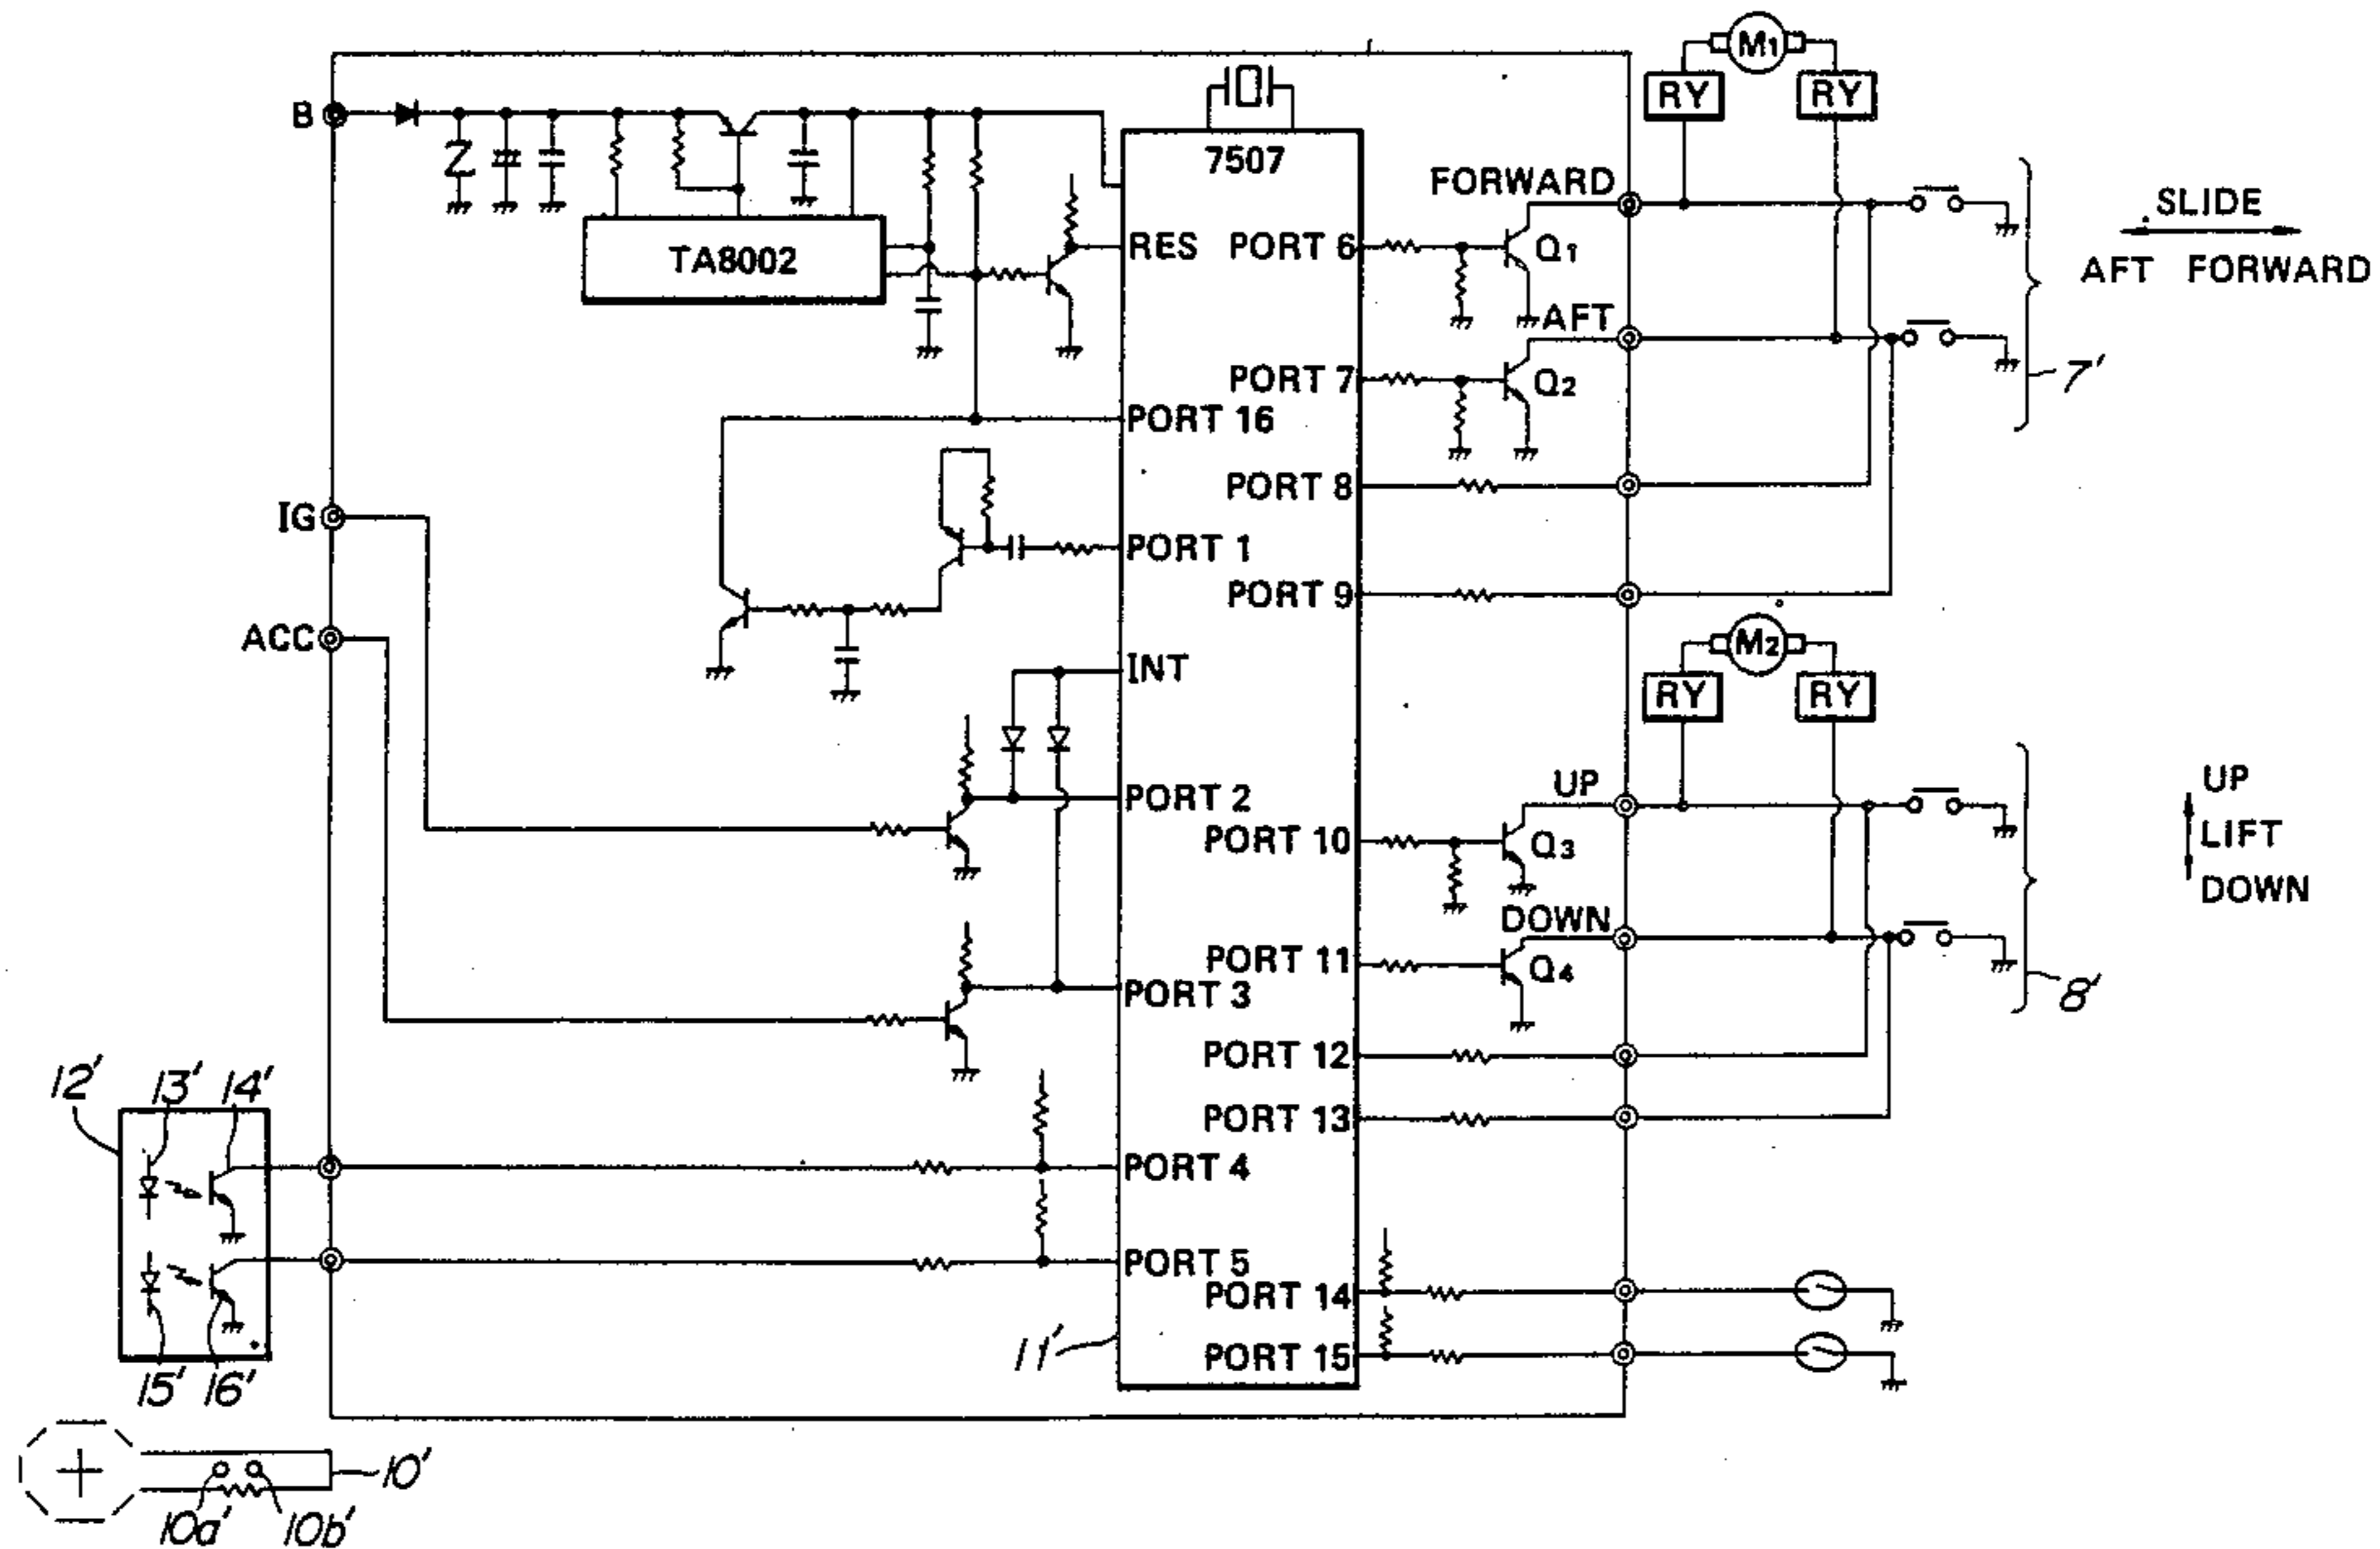 M1
RY RY
B
7507
FORWARD
SLIDE
AFT FORWARD
TA8002
RES PORT 6
Q1
AFT
PORT 7
Q2
7'
PORT 16
PORT 8
IG
PORT 1
PORT 9
ACC
M2
INT
RY RY
UP
PORT 2
UP
LIFT
DOWN
PORT 10
Q3
DOWN
PORT 11
Q4
PORT 3
8'
PORT 12
12' 13' 14'
PORT 13
PORT 4
PORT 5
PORT 14
11'
PORT 15
15' 16'
10'
10a' 10b'